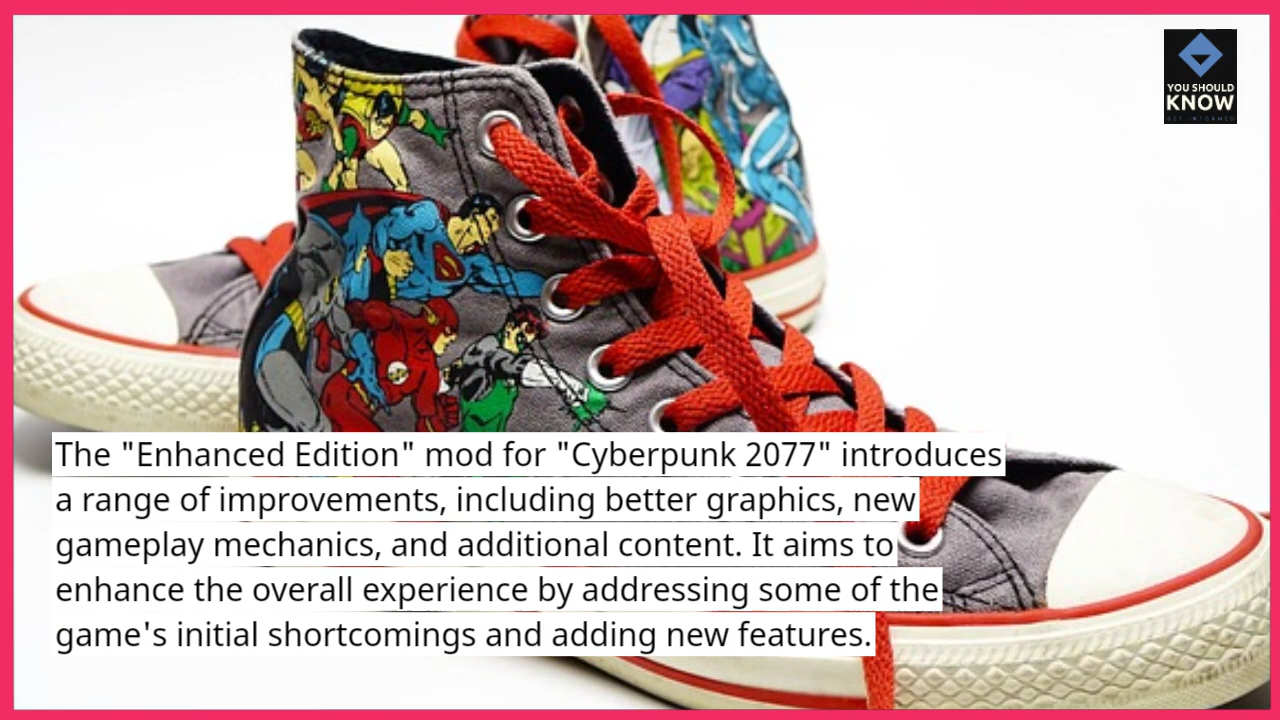 YOU SHOULD
KNOW
GET INFORMED
The "Enhanced Edition" mod for "Cyberpunk 2077" introduces
a range of improvements, including better graphics, new
gameplay mechanics, and additional content. It aims to
enhance the overall experience by addressing some of the
game's initial shortcomings and adding new features.